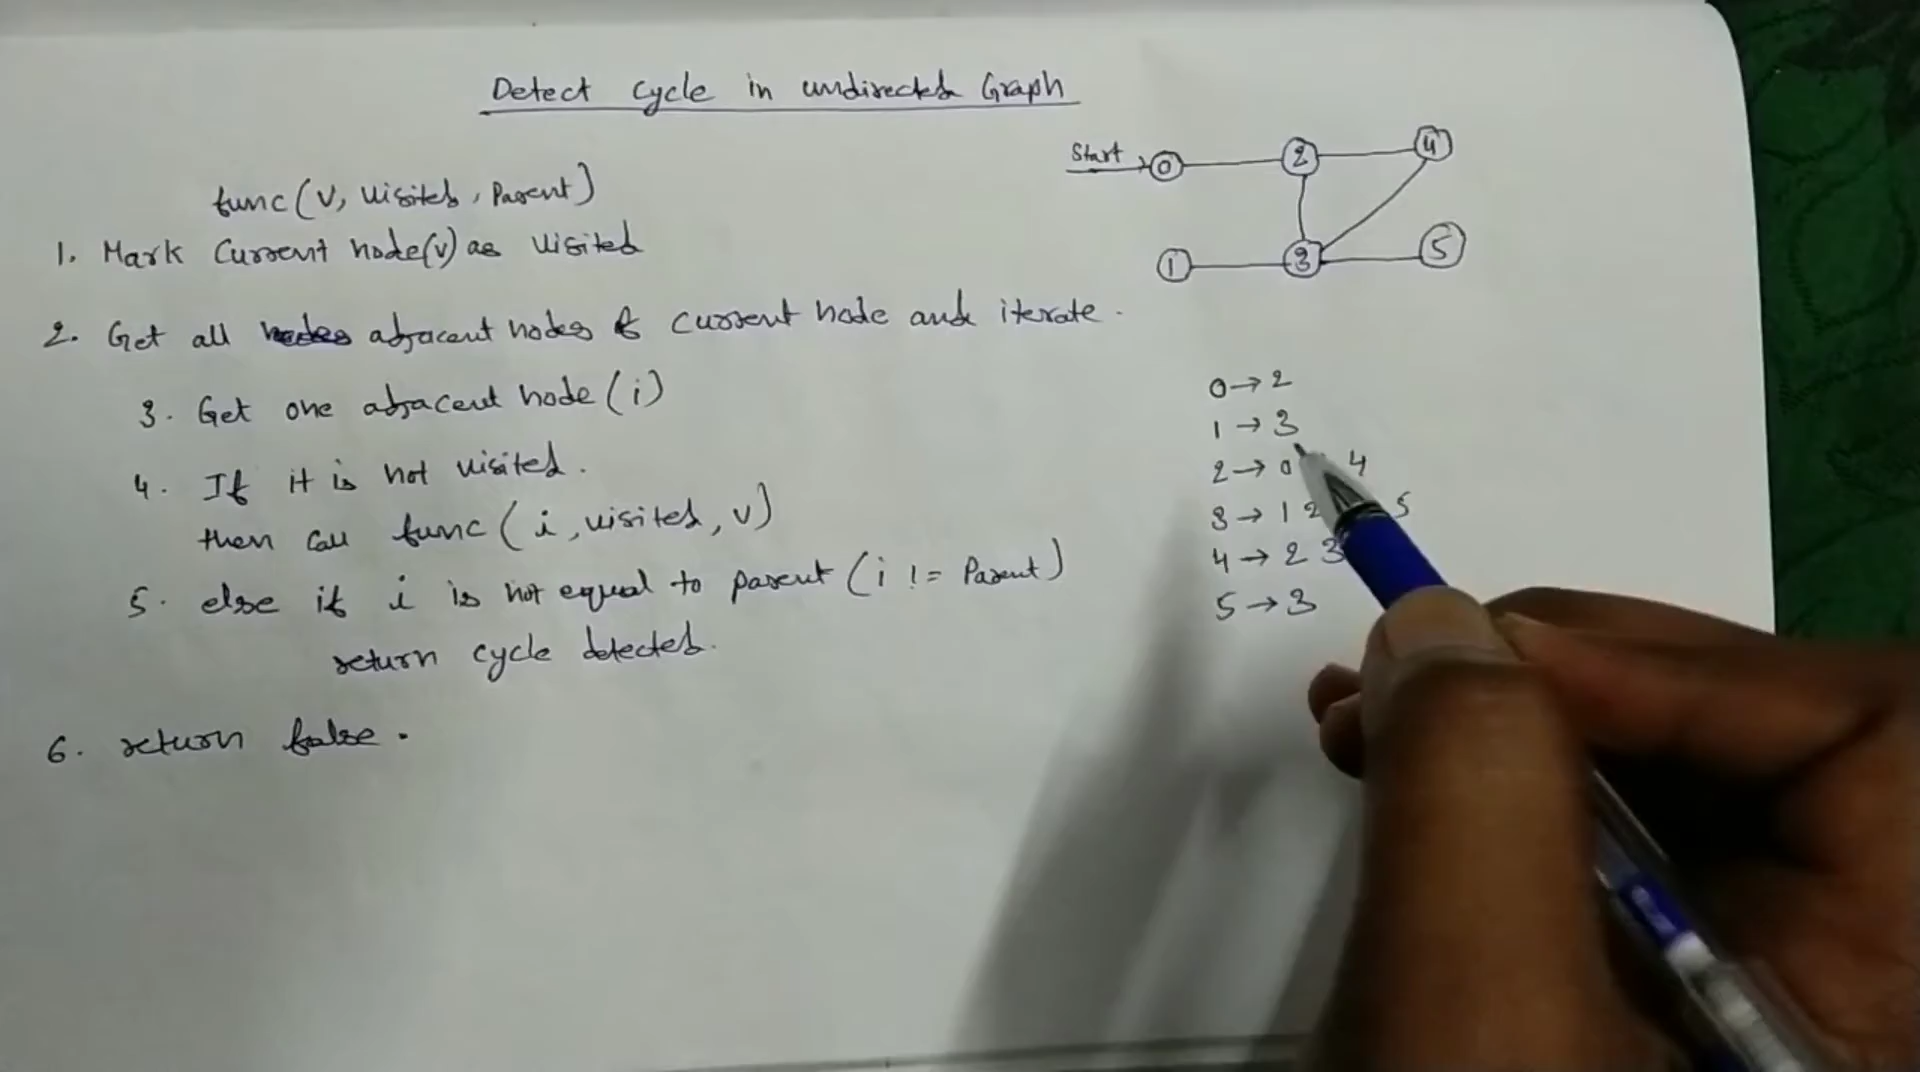 Detect cycle in undirected Graph
func(v, visited, Parent)
1. Mark Current node(v) as visited
2. Get all adjacent nodes of current node and iterate.
3. Get one adjacent node (i)
4. If it is not visited.
then call func(i, visited, v)
5. else if i is not equal to parent (i != Parent)
return cycle detected.
6. return false.
Start 0 2 4
1 3 5
0→2
1→3
2→0 4
3→1 2 5
4→2 3
5→3